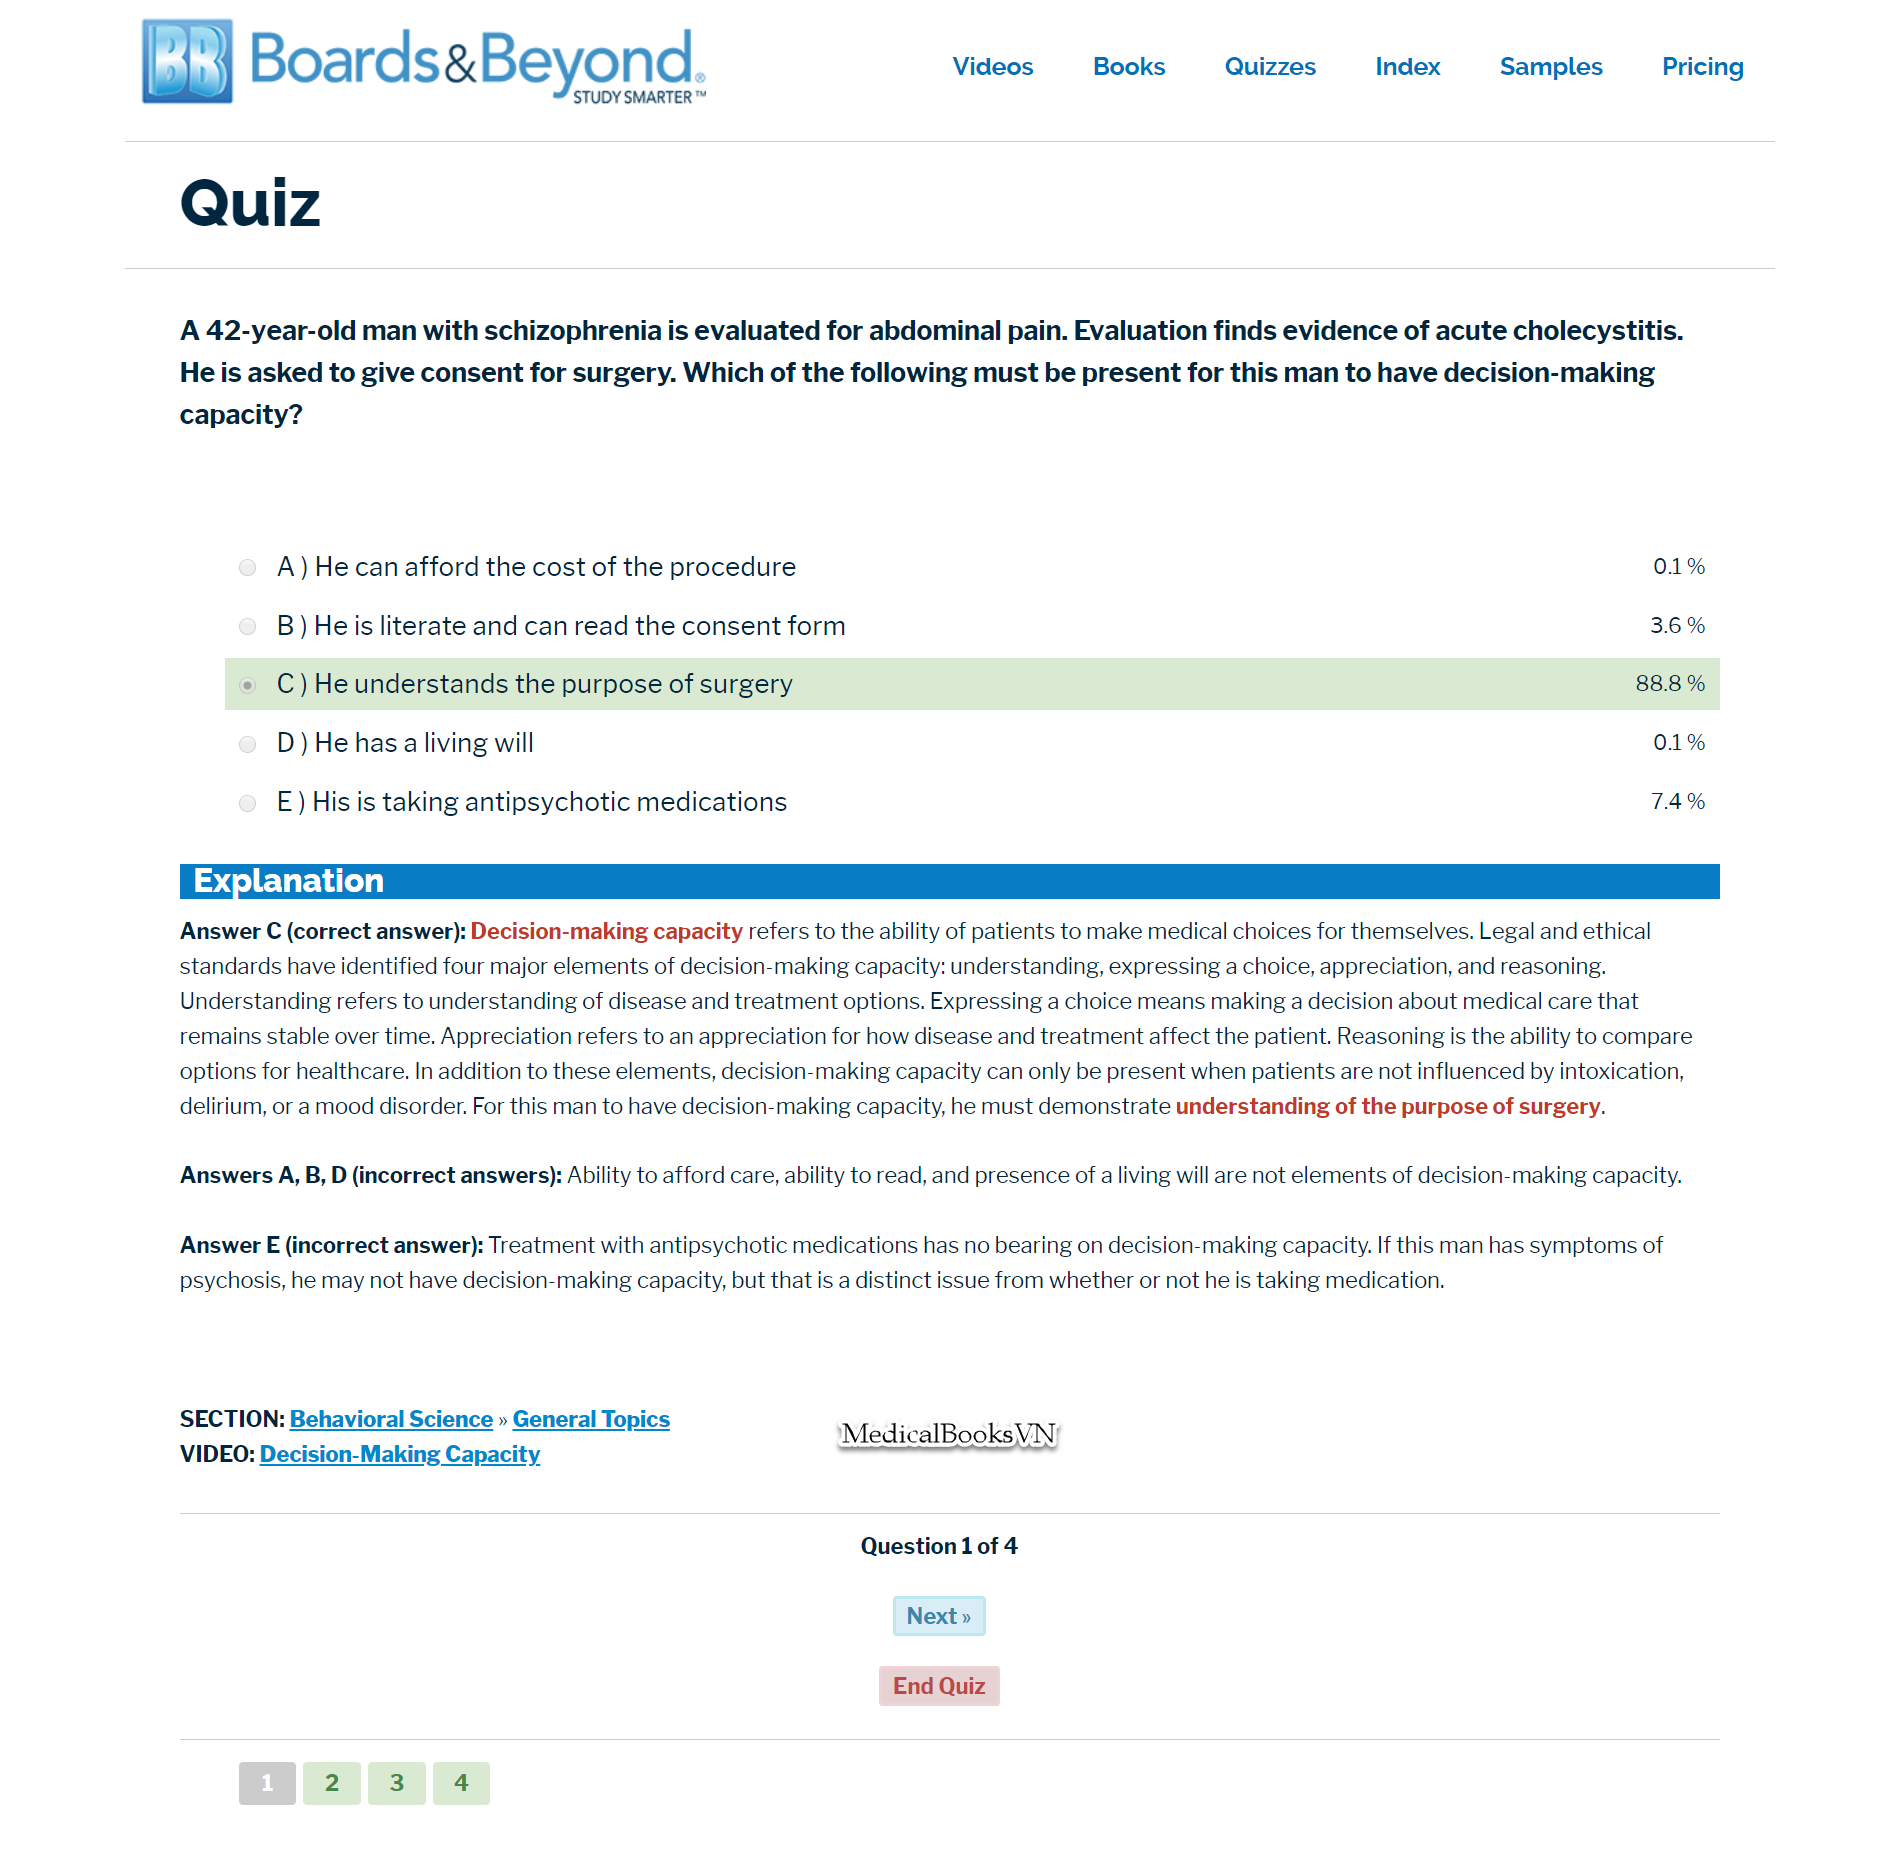 BB Boards&Beyond®
STUDY SMARTER™
Videos Books Quizzes Index Samples Pricing
Quiz
A 42-year-old man with schizophrenia is evaluated for abdominal pain. Evaluation finds evidence of acute cholecystitis.
He is asked to give consent for surgery. Which of the following must be present for this man to have decision-making
capacity?
A ) He can afford the cost of the procedure 0.1 %
B ) He is literate and can read the consent form 3.6 %
C ) He understands the purpose of surgery 88.8 %
D ) He has a living will 0.1 %
E ) His is taking antipsychotic medications 7.4 %
Explanation
Answer C (correct answer): Decision-making capacity refers to the ability of patients to make medical choices for themselves. Legal and ethical
standards have identified four major elements of decision-making capacity: understanding, expressing a choice, appreciation, and reasoning.
Understanding refers to understanding of disease and treatment options. Expressing a choice means making a decision about medical care that
remains stable over time. Appreciation refers to an appreciation for how disease and treatment affect the patient. Reasoning is the ability to compare
options for healthcare. In addition to these elements, decision-making capacity can only be present when patients are not influenced by intoxication,
delirium, or a mood disorder. For this man to have decision-making capacity, he must demonstrate understanding of the purpose of surgery.
Answers A, B, D (incorrect answers): Ability to afford care, ability to read, and presence of a living will are not elements of decision-making capacity.
Answer E (incorrect answer): Treatment with antipsychotic medications has no bearing on decision-making capacity. If this man has symptoms of
psychosis, he may not have decision-making capacity, but that is a distinct issue from whether or not he is taking medication.
SECTION: Behavioral Science » General Topics
MedicalBooksVN
VIDEO: Decision-Making Capacity
Question 1 of 4
Next »
End Quiz
1 2 3 4